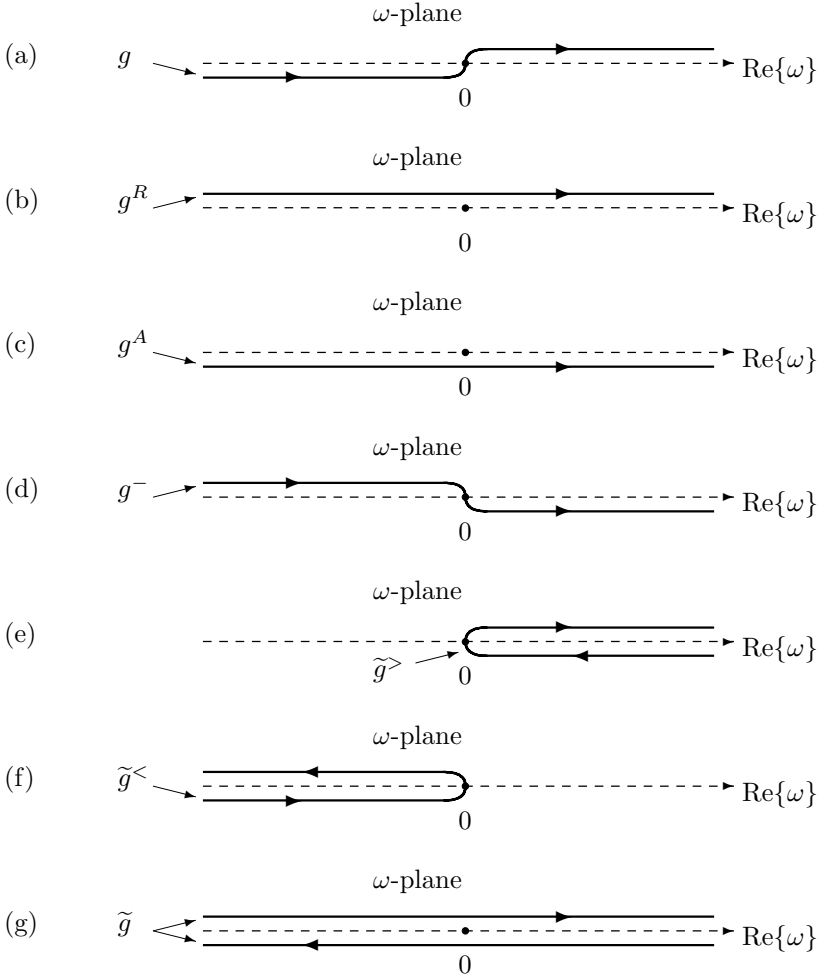 ω-plane
(a) g Re{ω}
0
ω-plane
(b) g^R Re{ω}
0
ω-plane
(c) g^A Re{ω}
0
ω-plane
(d) g^− Re{ω}
0
ω-plane
(e) Re{ω}
g̃^> 0
ω-plane
(f) g̃^< Re{ω}
0
ω-plane
(g) g̃ Re{ω}
0